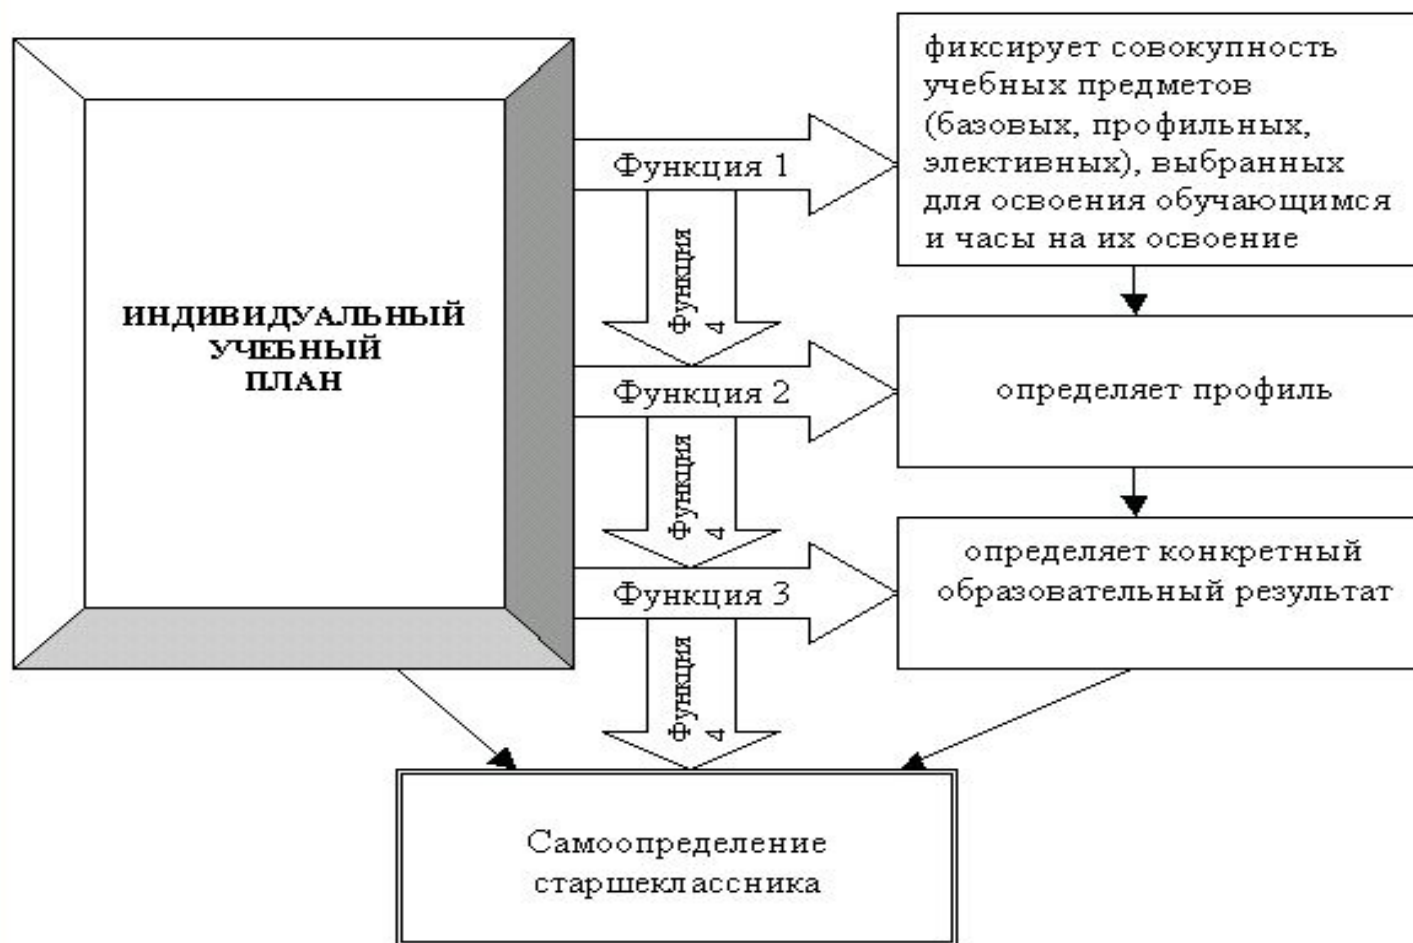 ИНДИВИДУАЛЬНЫЙ
УЧЕБНЫЙ
ПЛАН
Функция 1
фиксирует совокупность
учебных предметов
(базовых, профильных,
элективных), выбранных
для освоения обучающимся
и часы на их освоение
Функция
4
Функция 2
определяет профиль
Функция
4
Функция 3
определяет конкретный
образовательный результат
Функция
4
Самоопределение
старшеклассника